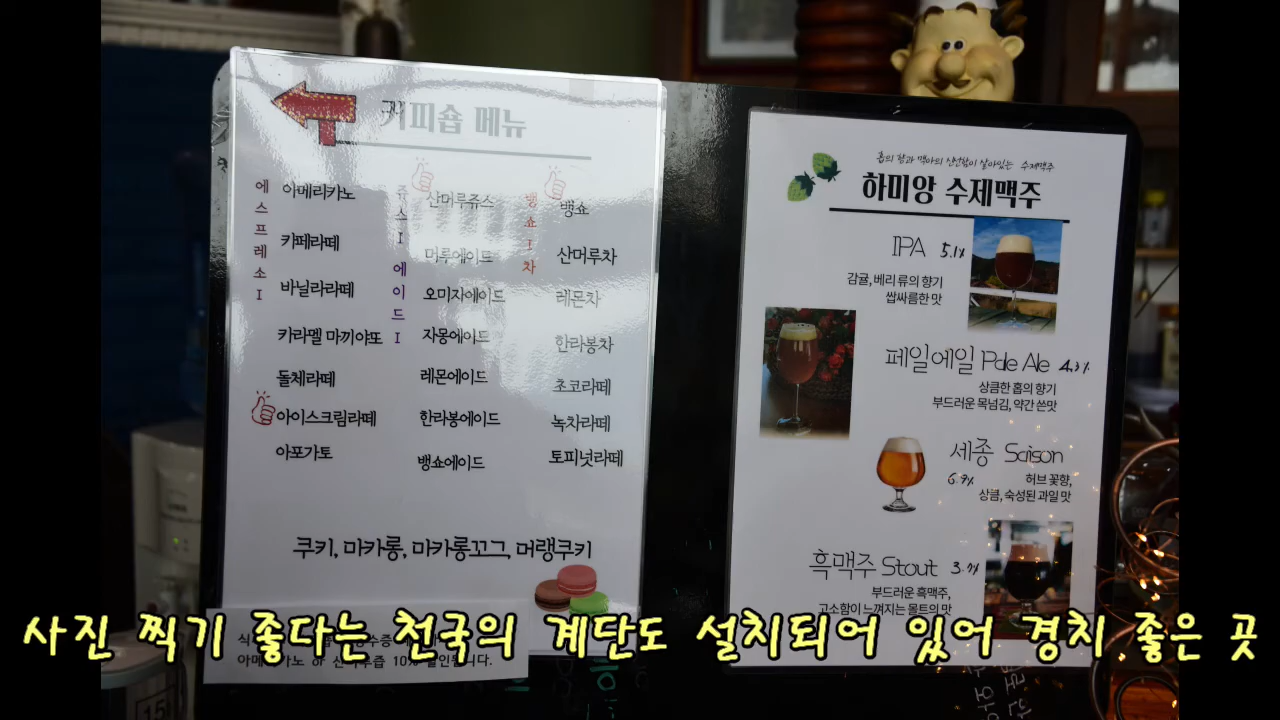 커피숍 메뉴
에스프레소I
아메리카노
카페라떼
바닐라라떼
카라멜 마끼야또
돌체라떼
아이스크림라떼
아포가토
쥬스I 에이드I
산머루쥬스
머루에이드
오미자에이드
자몽에이드
레몬에이드
한라봉에이드
뱅쇼에이드
뱅쇼I차
뱅쇼
산머루차
레몬차
한라봉차
초코라떼
녹차라떼
토피넛라떼
쿠키, 마카롱, 마카롱꼬끄, 머랭쿠키
홉의 향과 맥아의 신선함이 살아있는 수제맥주
하미앙 수제맥주
IPA 5.1%
감귤, 베리 류의 향기
쌉싸름한 맛
페일에일 Pale Ale
상큼한 홉의 향기
부드러운 목넘김, 약간 쓴맛
세종 Saison
허브 꽃향,
상큼, 숙성된 과일 맛
흑맥주 Stout
부드러운 흑맥주,
고소함이 느껴지는 몰트의 맛
사진 찍기 좋다는 천국의 계단도 설치되어 있어 경치 좋은 곳
15